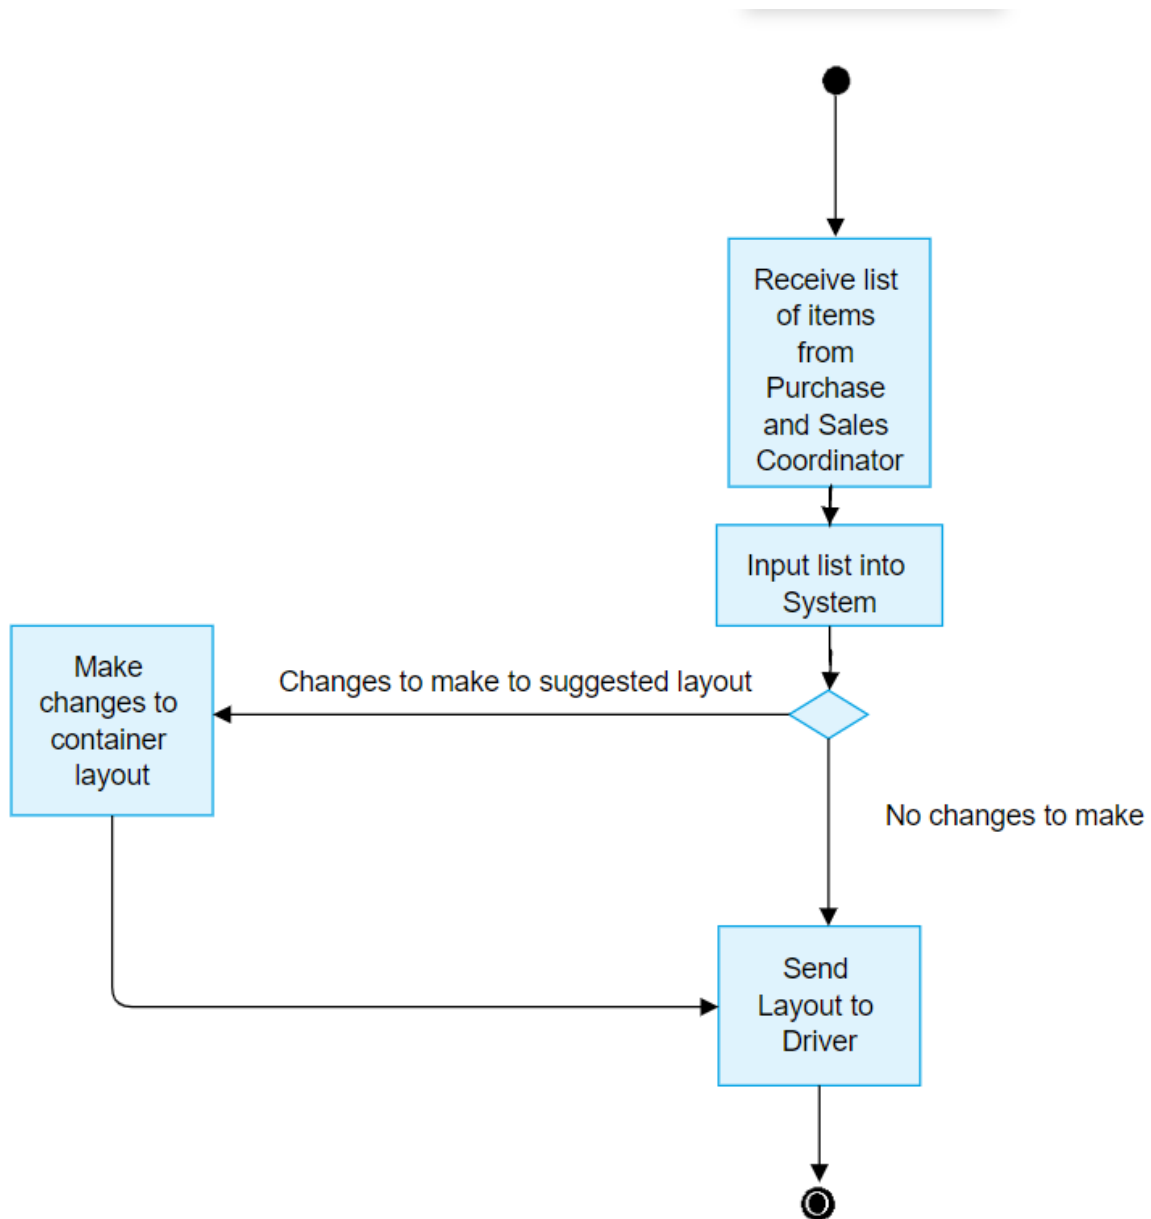 Receive list
of items
from
Purchase
and Sales
Coordinator
Input list into
System
Changes to make to suggested layout
Make
changes to
container
layout
No changes to make
Send
Layout to
Driver